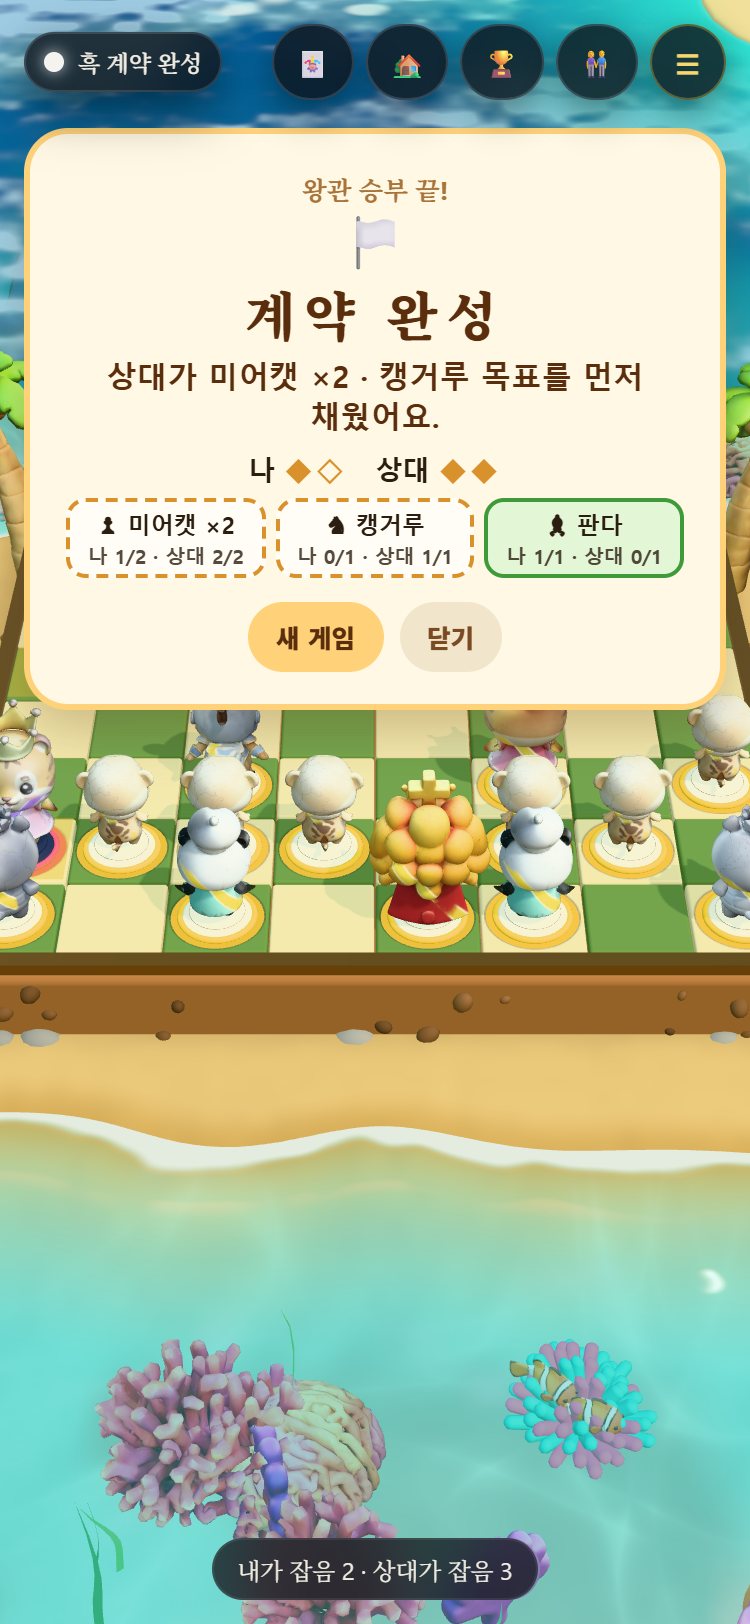 흑 계약 완성
왕관 승부 끝!
계약 완성
상대가 미어캣 ×2 · 캥거루 목표를 먼저
채웠어요.
나 ◆◇ 상대 ◆◆
♟ 미어캣 ×2
나 1/2 · 상대 2/2
♞ 캥거루
나 0/1 · 상대 1/1
♝ 판다
나 1/1 · 상대 0/1
새 게임
닫기
내가 잡음 2 · 상대가 잡음 3